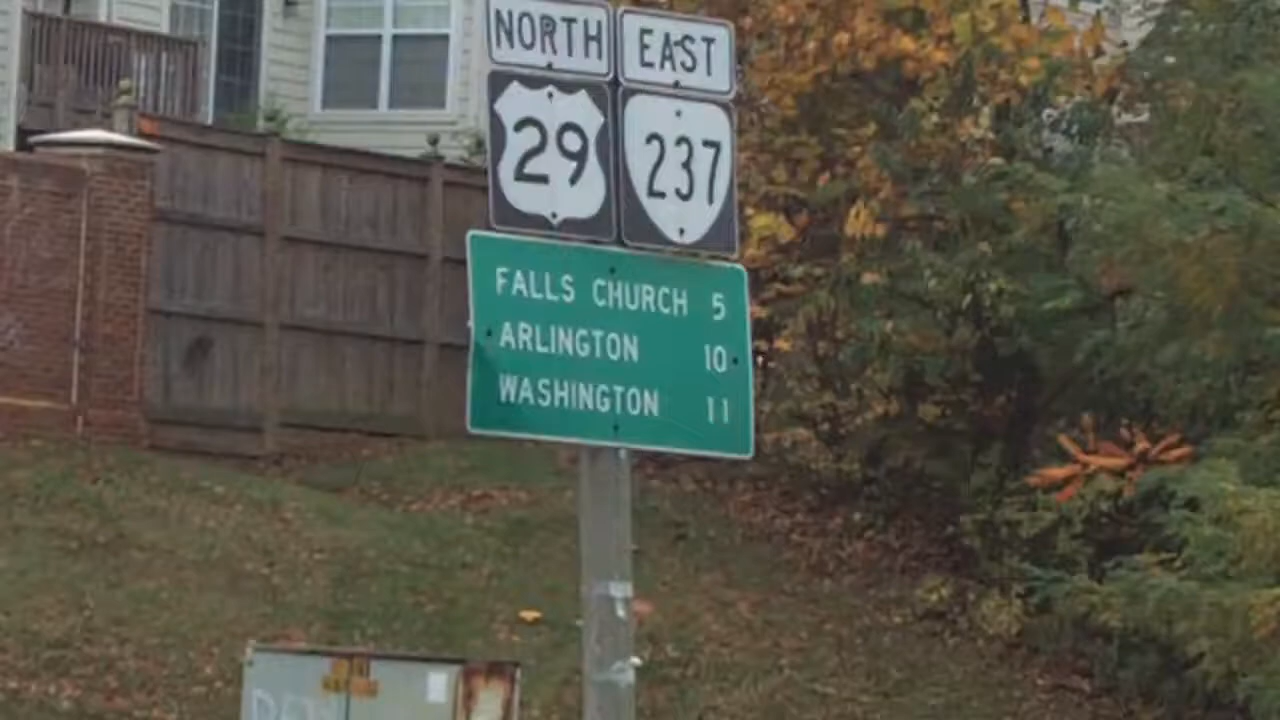 NORTH EAST
29 237
FALLS CHURCH 5
ARLINGTON 10
WASHINGTON 11